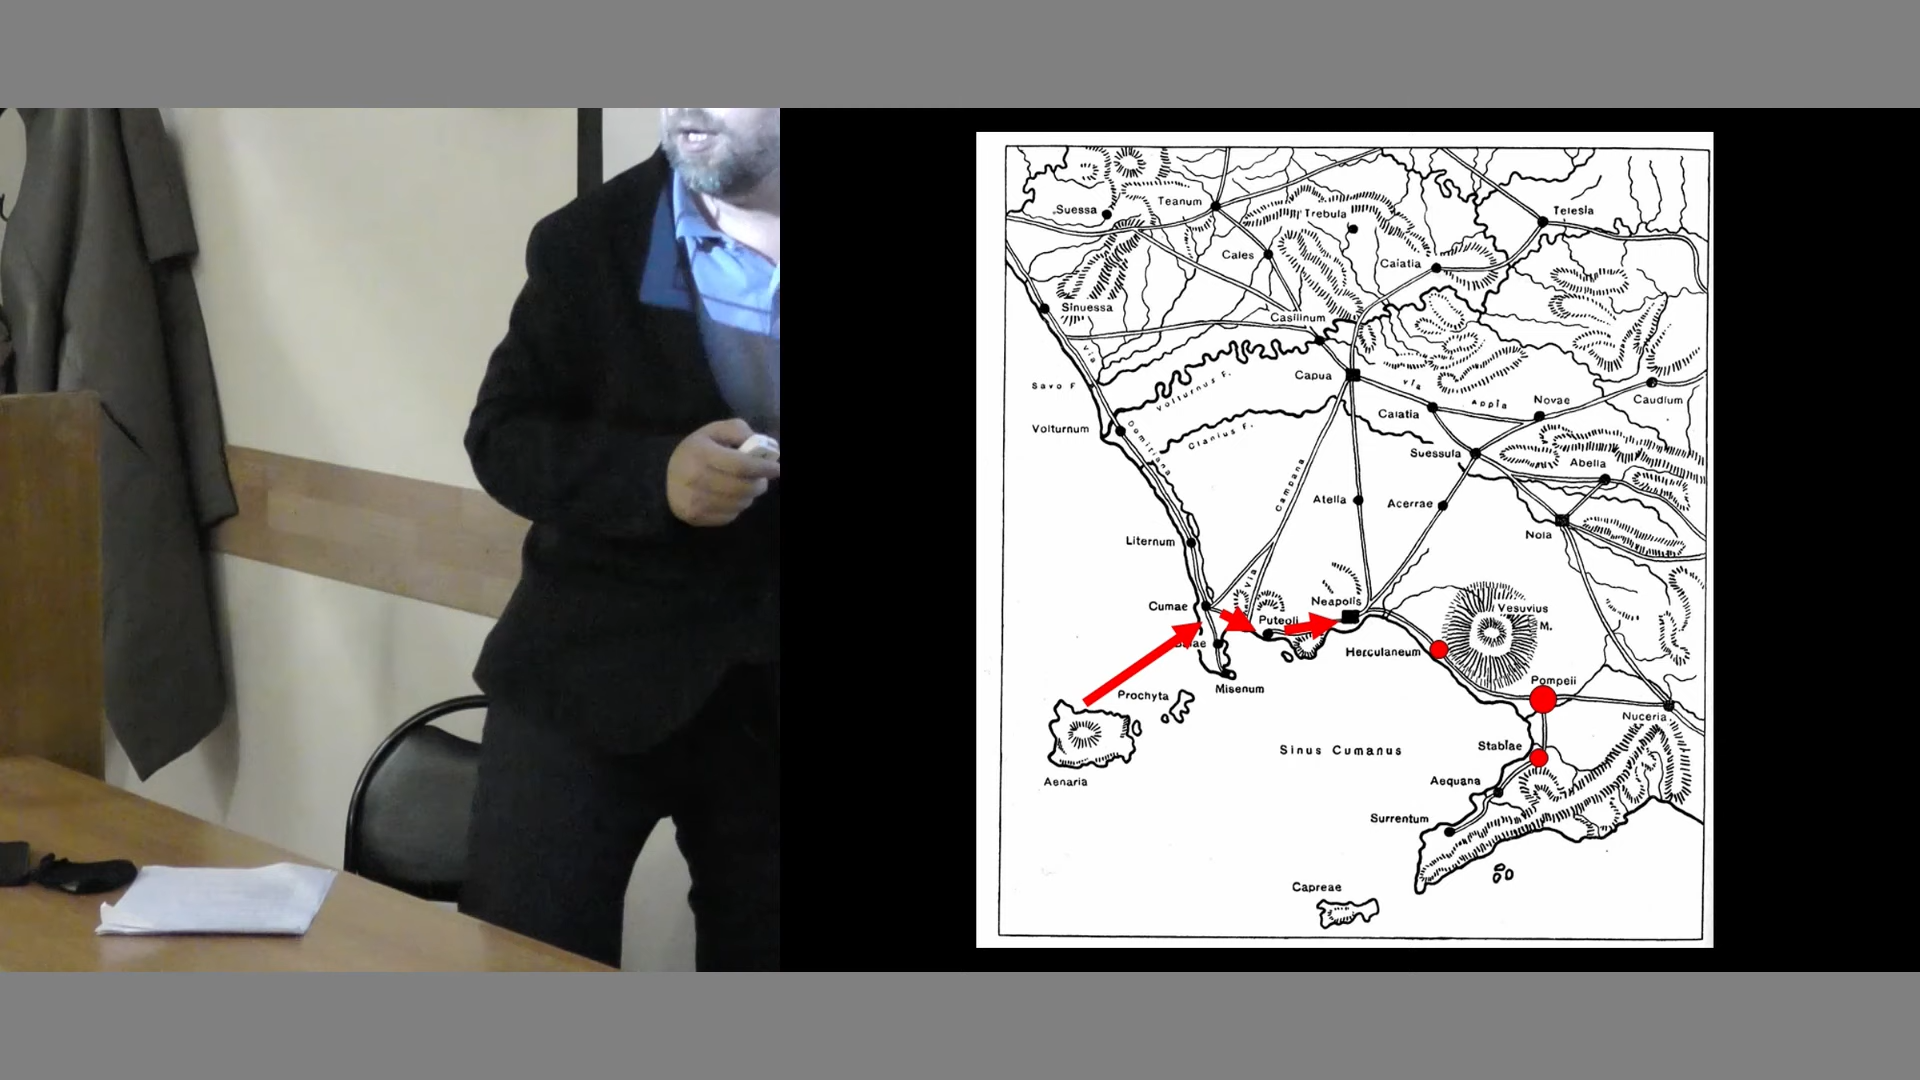 Suessa
Teanum
Trebula
Telesia
Cales
Caiatia
Sinuessa
Casilinum
Via
Savo F
Volturnus F.
Capua
Via
Appia
Novae
Caudium
Calatia
Volturnum
Domitiana
Clanius F.
Suessula
Abella
Campana
Atella
Acerrae
Nola
Liternum
Via
Neapolis
Cumae
Puteoli
Vesuvius
M.
Herculaneum
Pompeii
Misenum
Prochyta
Nuceria
Sinus Cumanus
Stabiae
Aenaria
Aequana
Surrentum
Capreae